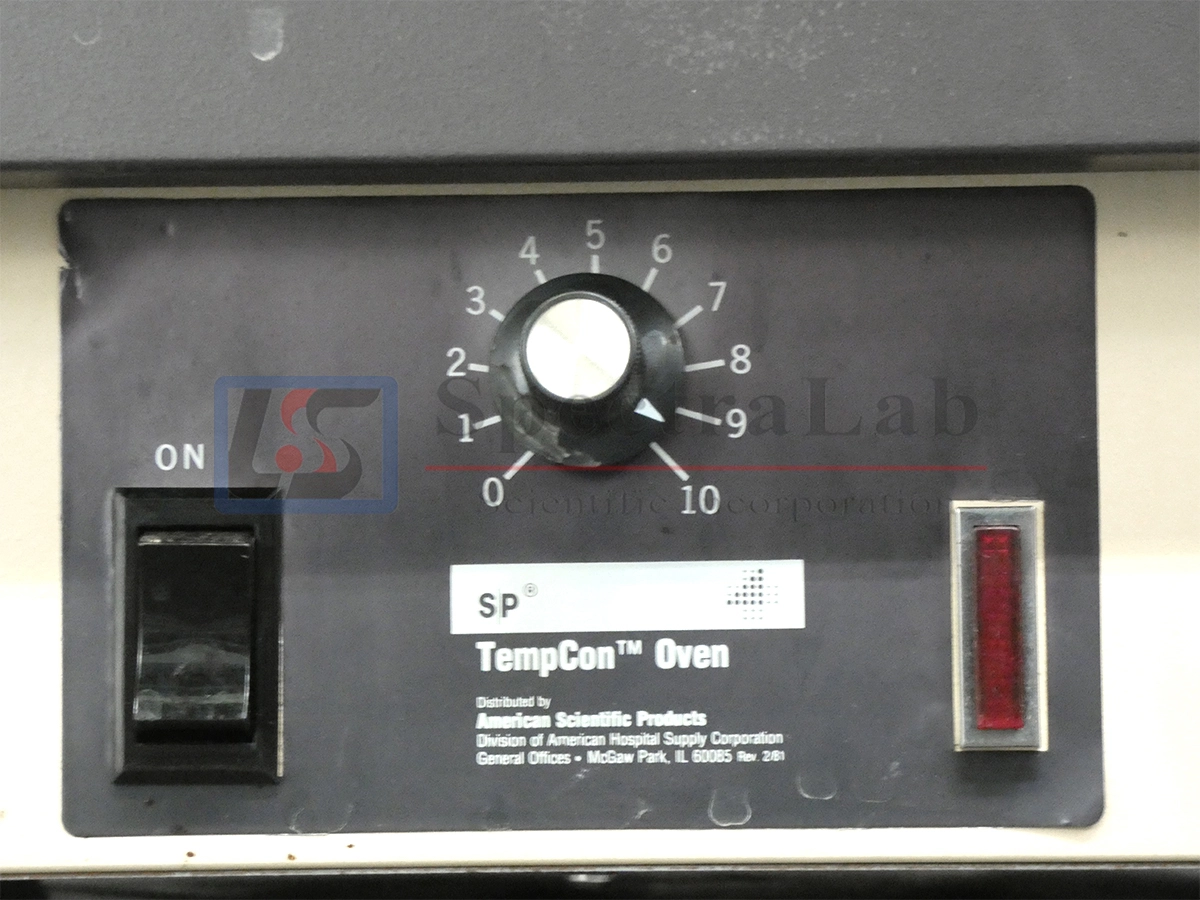 5
4 6
3 7
2 8
1 9
0 10
ON
SpectraLab
Scientific Incorporation
S|P®
TempCon™ Oven
Distributed by
American Scientific Products
Division of American Hospital Supply Corporation
General Offices • McGaw Park, IL 60085 Rev. 2/81